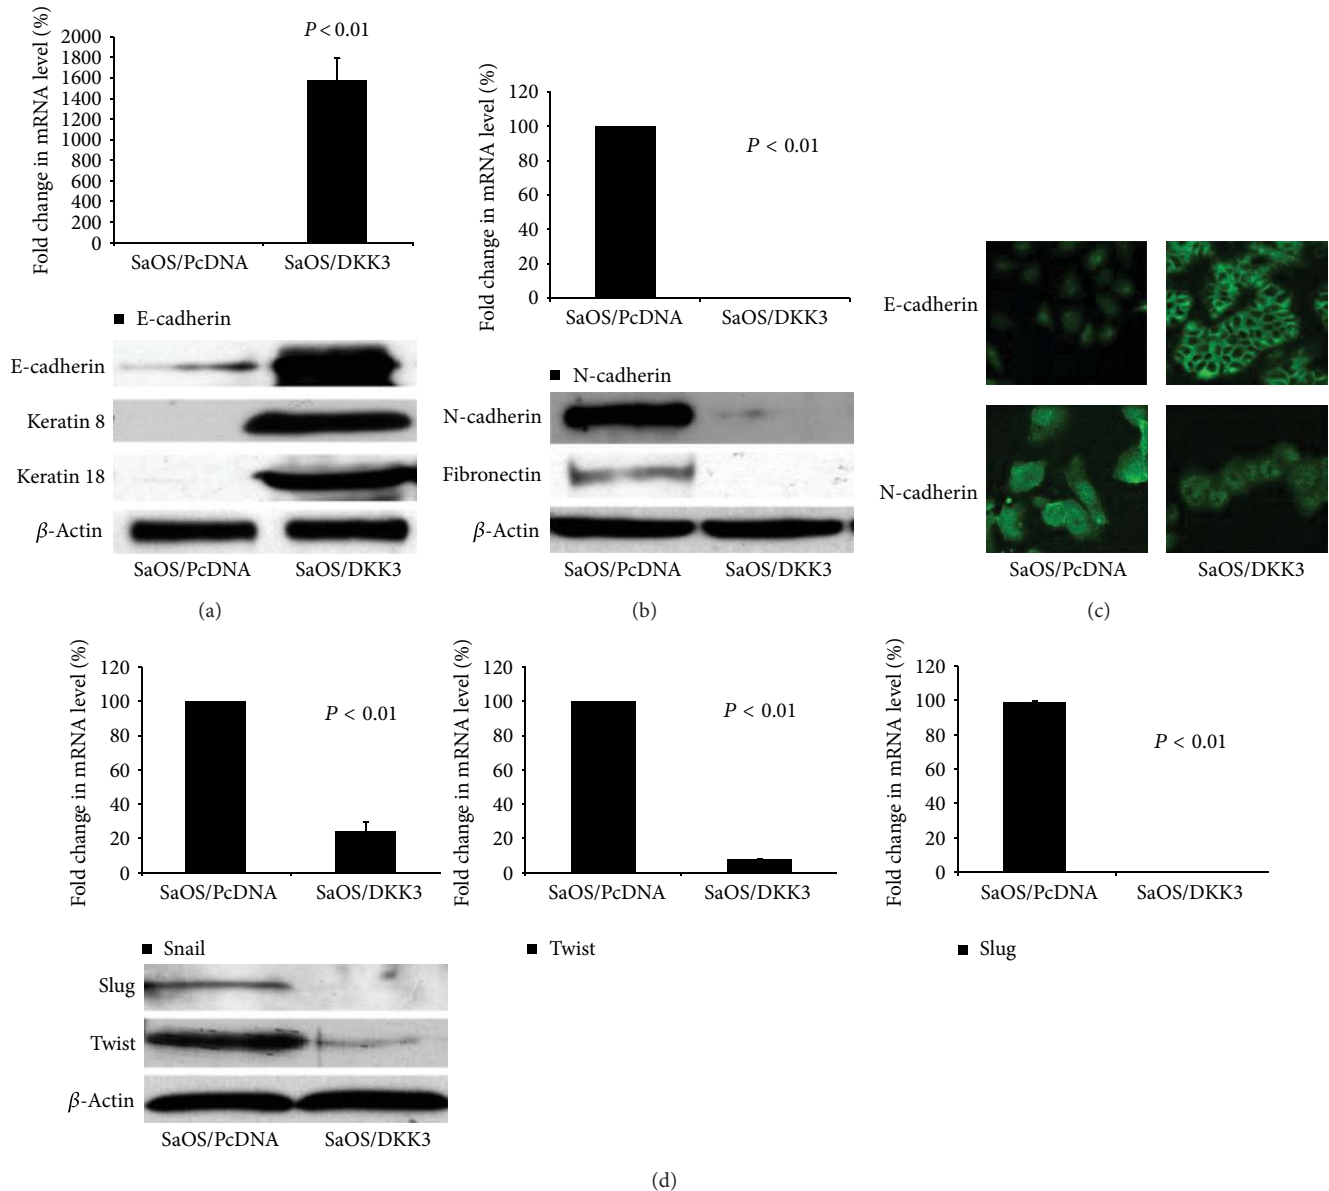 Fold change in mRNA level (%)
2000
1800
1600
1400
1200
1000
800
600
400
200
0
P < 0.01
SaOS/PcDNA SaOS/DKK3
■ E-cadherin
E-cadherin
Keratin 8
Keratin 18
β-Actin
SaOS/PcDNA SaOS/DKK3
(a)
Fold change in mRNA level (%)
120
100
80
60
40
20
0
P < 0.01
SaOS/PcDNA SaOS/DKK3
■ N-cadherin
N-cadherin
Fibronectin
β-Actin
SaOS/PcDNA SaOS/DKK3
(b)
E-cadherin
N-cadherin
SaOS/PcDNA SaOS/DKK3
(c)
Fold change in mRNA level (%)
120
100
80
60
40
20
0
P < 0.01
SaOS/PcDNA SaOS/DKK3
■ Snail
Fold change in mRNA level (%)
120
100
80
60
40
20
0
P < 0.01
SaOS/PcDNA SaOS/DKK3
■ Twist
Fold change in mRNA level (%)
120
100
80
60
40
20
0
P < 0.01
SaOS/PcDNA SaOS/DKK3
■ Slug
Slug
Twist
β-Actin
SaOS/PcDNA SaOS/DKK3
(d)